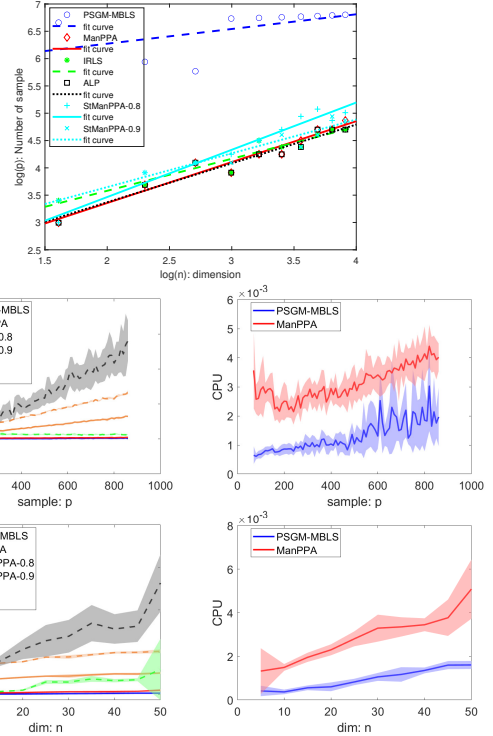 7
6.5
6
5.5
5
4.5
4
3.5
3
2.5
log(p): Number of sample
PSGM-MBLS
fit curve
ManPPA
fit curve
IRLS
fit curve
ALP
fit curve
StManPPA-0.8
fit curve
StManPPA-0.9
fit curve
1.5 2 2.5 3 3.5 4
log(n): dimension
-MBLS
PA
-0.8
-0.9
400 600 800 1000
sample: p
×10⁻³
6
5
4
3
2
1
0
CPU
PSGM-MBLS
ManPPA
0 200 400 600 800 1000
sample: p
-MBLS
PA
PPA-0.8
PPA-0.9
20 30 40 50
dim: n
×10⁻³
8
6
4
2
0
CPU
PSGM-MBLS
ManPPA
0 10 20 30 40 50
dim: n